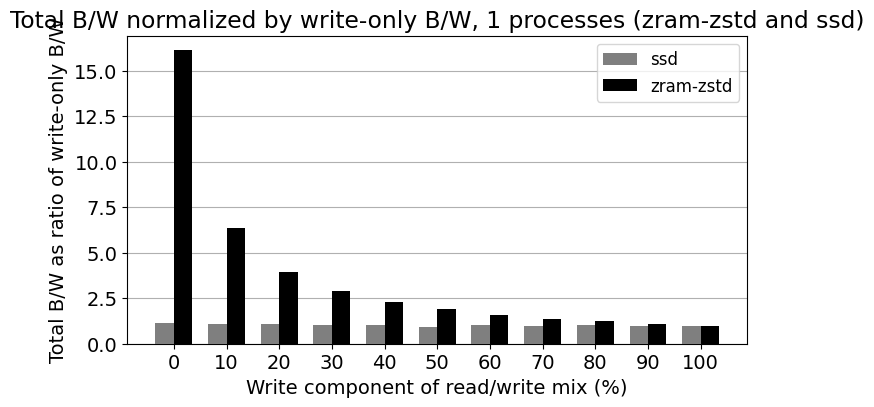 Total B/W normalized by write-only B/W, 1 processes (zram-zstd and ssd)
Total B/W as ratio of write-only B/W
15.0
12.5
10.0
7.5
5.0
2.5
0.0
ssd
zram-zstd
0 10 20 30 40 50 60 70 80 90 100
Write component of read/write mix (%)